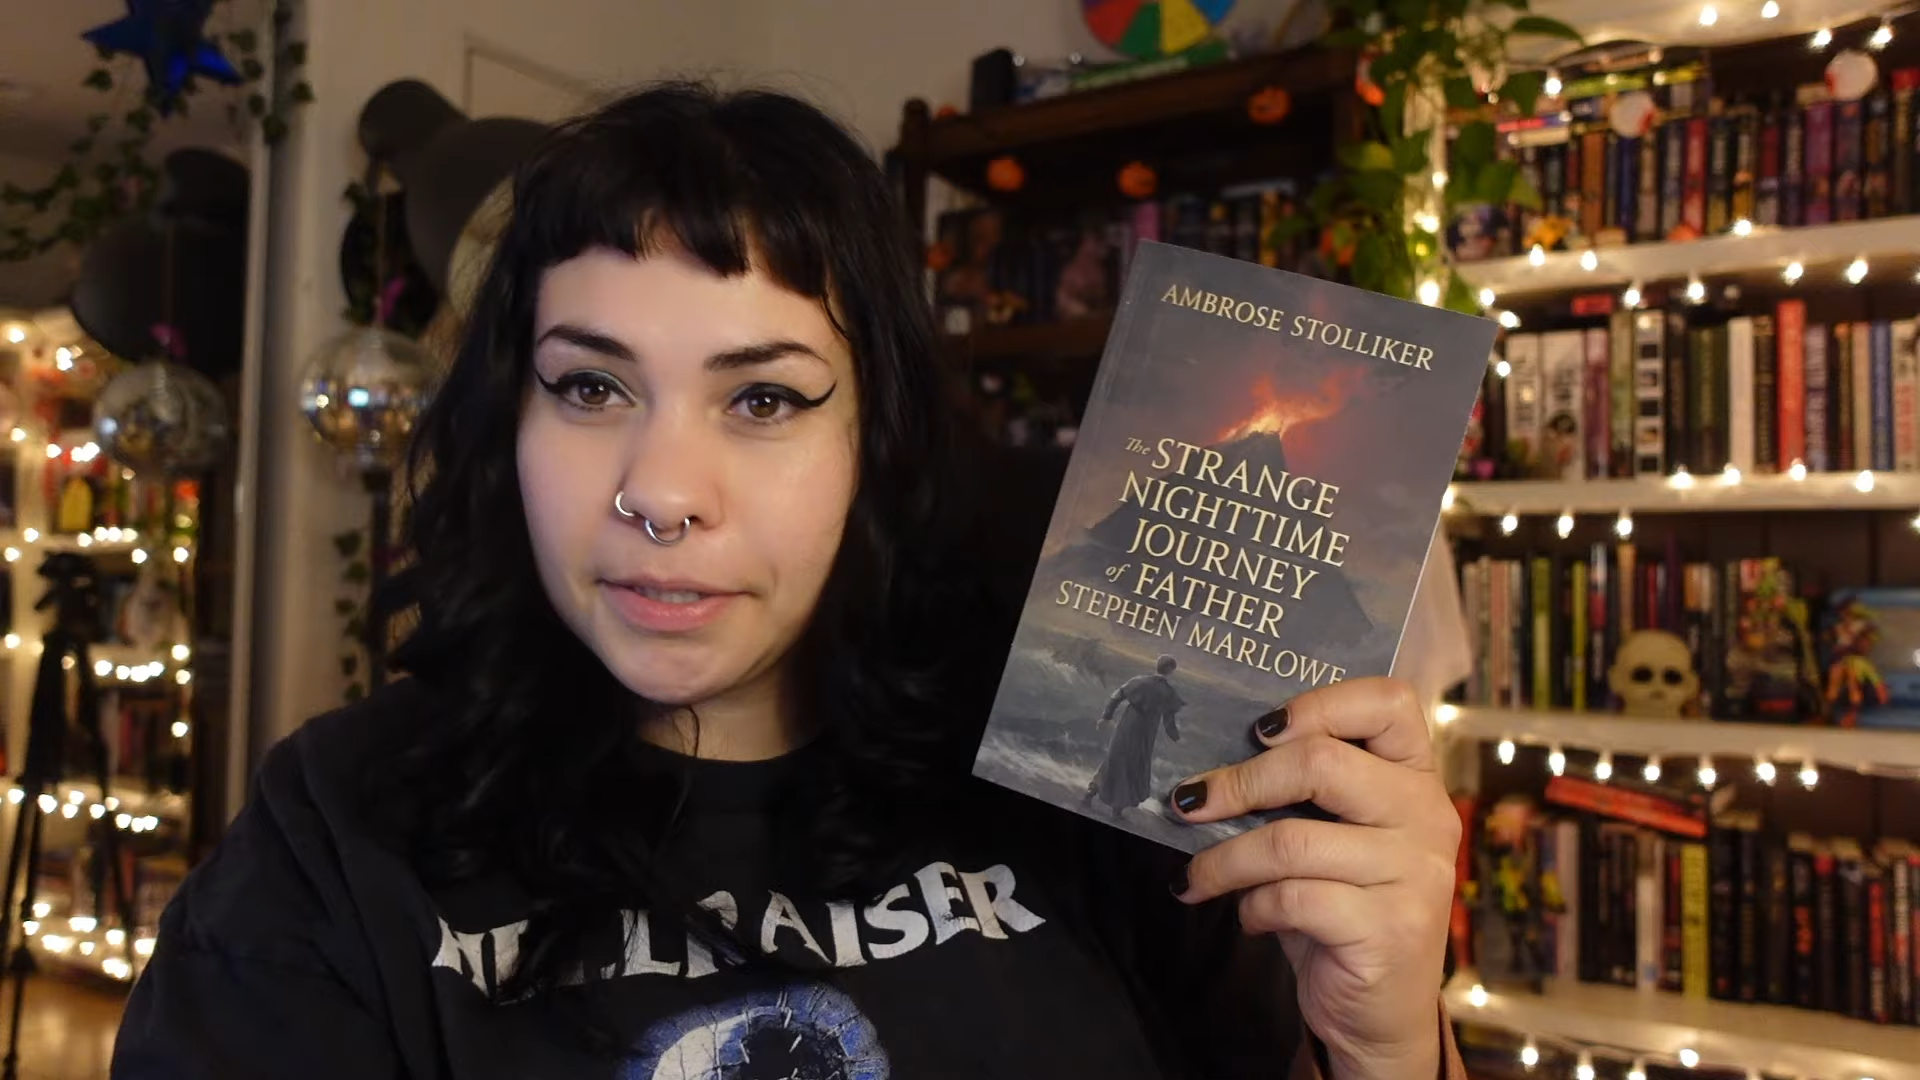 AMBROSE STOLLIKER
The STRANGE
NIGHTTIME
JOURNEY
of FATHER
STEPHEN MARLOWE
HELLRAISER